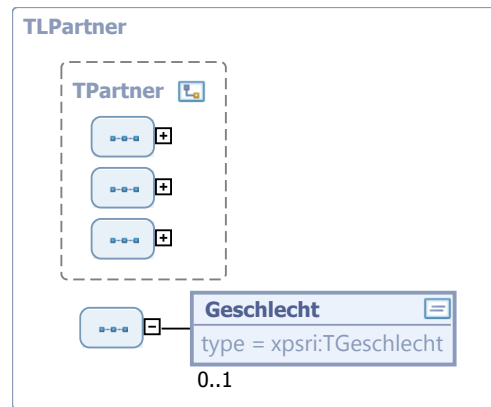 TLPartner
TPartner
Geschlecht
type = xpsri:TGeschlecht
0..1